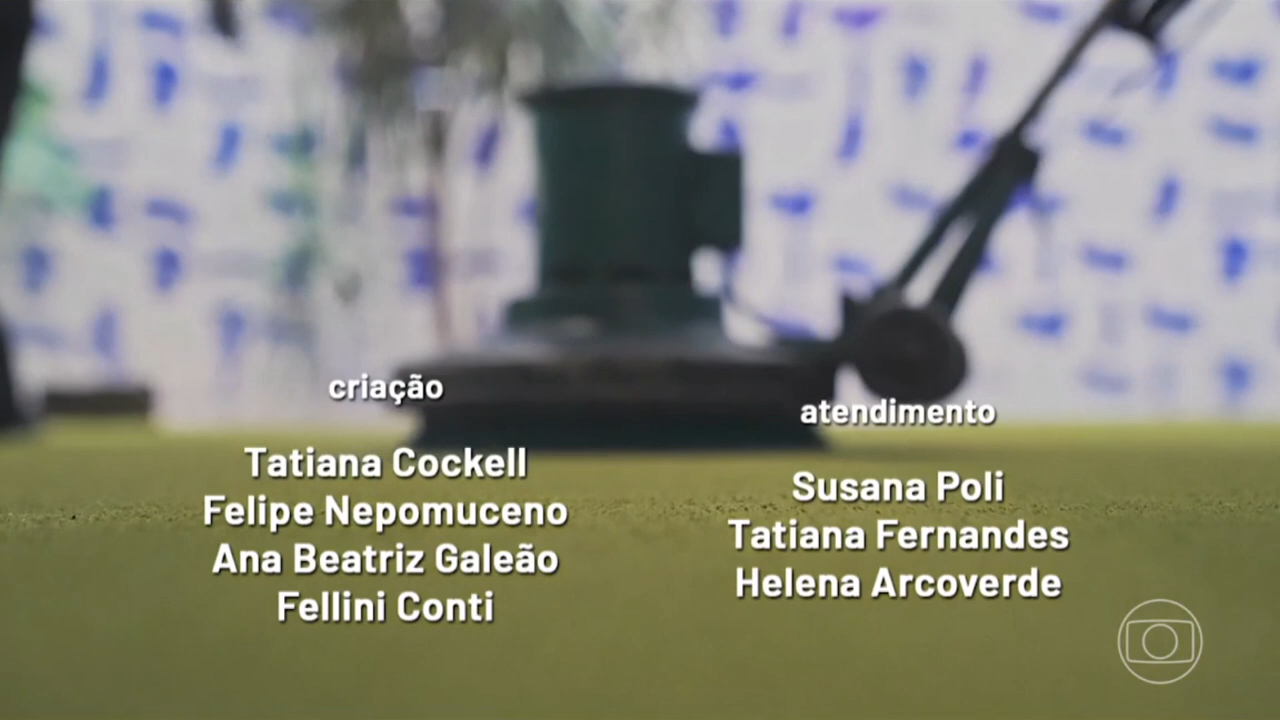 criação
Tatiana Cockell
Felipe Nepomuceno
Ana Beatriz Galeão
Fellini Conti
atendimento
Susana Poli
Tatiana Fernandes
Helena Arcoverde